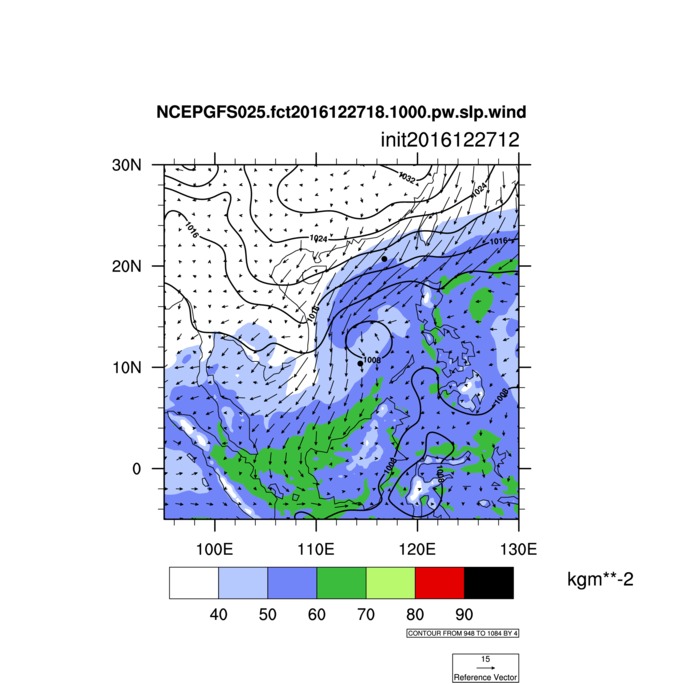 NCEPGFS025.fct2016122718.1000.pw.slp.wind
init2016122712
30N
1032
1024
1016
1024
1016
20N
1016
1008
10N
1008
1008
1008
0
100E
110E
120E
130E
kgm**-2
40
50
60
70
80
90
CONTOUR FROM 948 TO 1084 BY 4
15
Reference Vector